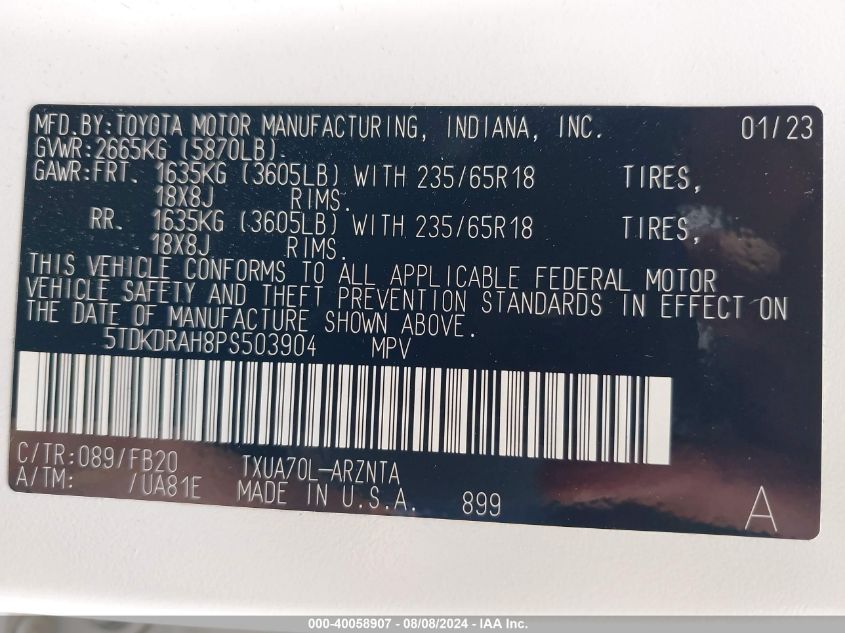 MFD.BY:TOYOTA MOTOR MANUFACTURING, INDIANA, INC. 01/23
GVWR:2665KG (5870LB)
GAWR:FRT. 1635KG (3605LB) WITH 235/65R18 TIRES,
18X8J RIMS.
RR. 1635KG (3605LB) WITH 235/65R18 TIRES,
18X8J RIMS.
THIS VEHICLE CONFORMS TO ALL APPLICABLE FEDERAL MOTOR
VEHICLE SAFETY AND THEFT PREVENTION STANDARDS IN EFFECT ON
THE DATE OF MANUFACTURE SHOWN ABOVE.
5TDKDRAH8PS503904 MPV
C/TR:089/FB20 TXUA70L-ARZNTA
A/TM: /UA81E MADE IN U.S.A. 899 A
000-40058907 - 08/08/2024 - IAA Inc.